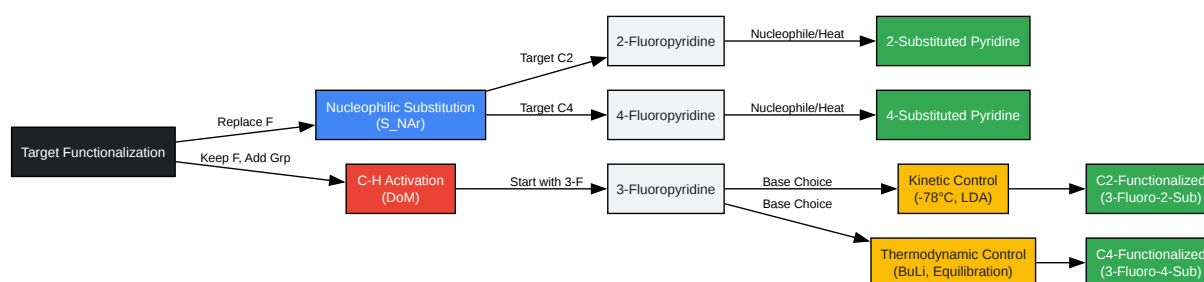 2-Fluoropyridine
Nucleophile/Heat
2-Substituted Pyridine
Target C2
Nucleophilic Substitution
(S_NAr)
Target C4
4-Fluoropyridine
Nucleophile/Heat
4-Substituted Pyridine
Replace F
Target Functionalization
Keep F, Add Grp
C-H Activation
(DoM)
Start with 3-F
3-Fluoropyridine
Base Choice
Kinetic Control
(-78°C, LDA)
C2-Functionalized
(3-Fluoro-2-Sub)
Base Choice
Thermodynamic Control
(BuLi, Equilibration)
C4-Functionalized
(3-Fluoro-4-Sub)